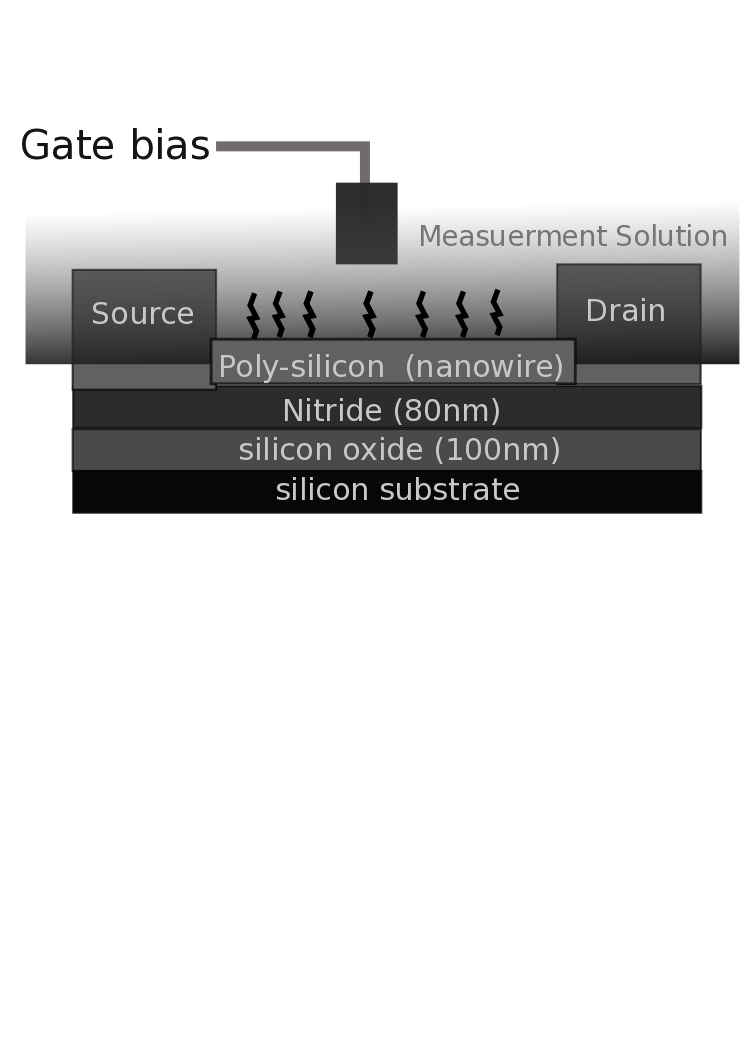 Gate bias
Measuerment Solution
Source
Drain
Poly-silicon (nanowire)
Nitride (80nm)
silicon oxide (100nm)
silicon substrate